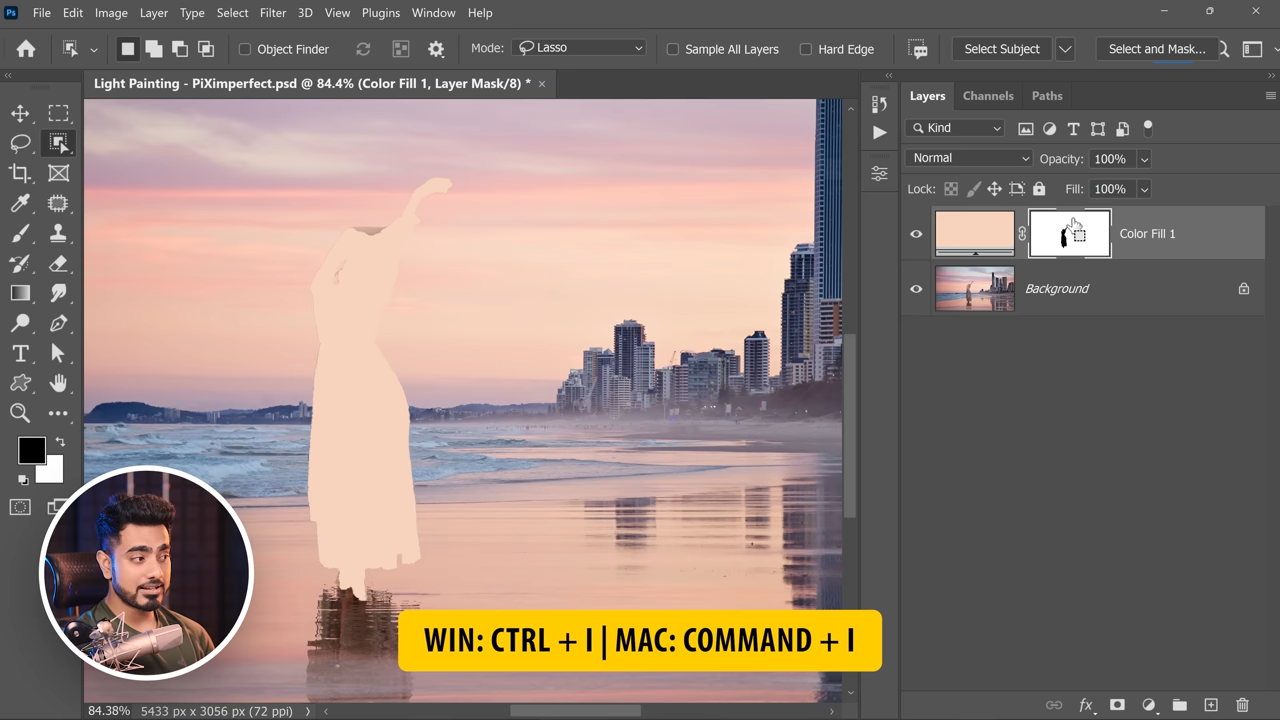 Ps File Edit Image Layer Type Select Filter 3D View Plugins Window Help
Object Finder Mode: Lasso Sample All Layers Hard Edge Select Subject Select and Mask...
Light Painting - PiXimperfect.psd @ 84.4% (Color Fill 1, Layer Mask/8) * ×
Layers Channels Paths
Kind
Normal Opacity: 100%
Lock: Fill: 100%
Color Fill 1
Background
WIN: CTRL + I | MAC: COMMAND + I
84.38% 5433 px x 3056 px (72 ppi)
fx